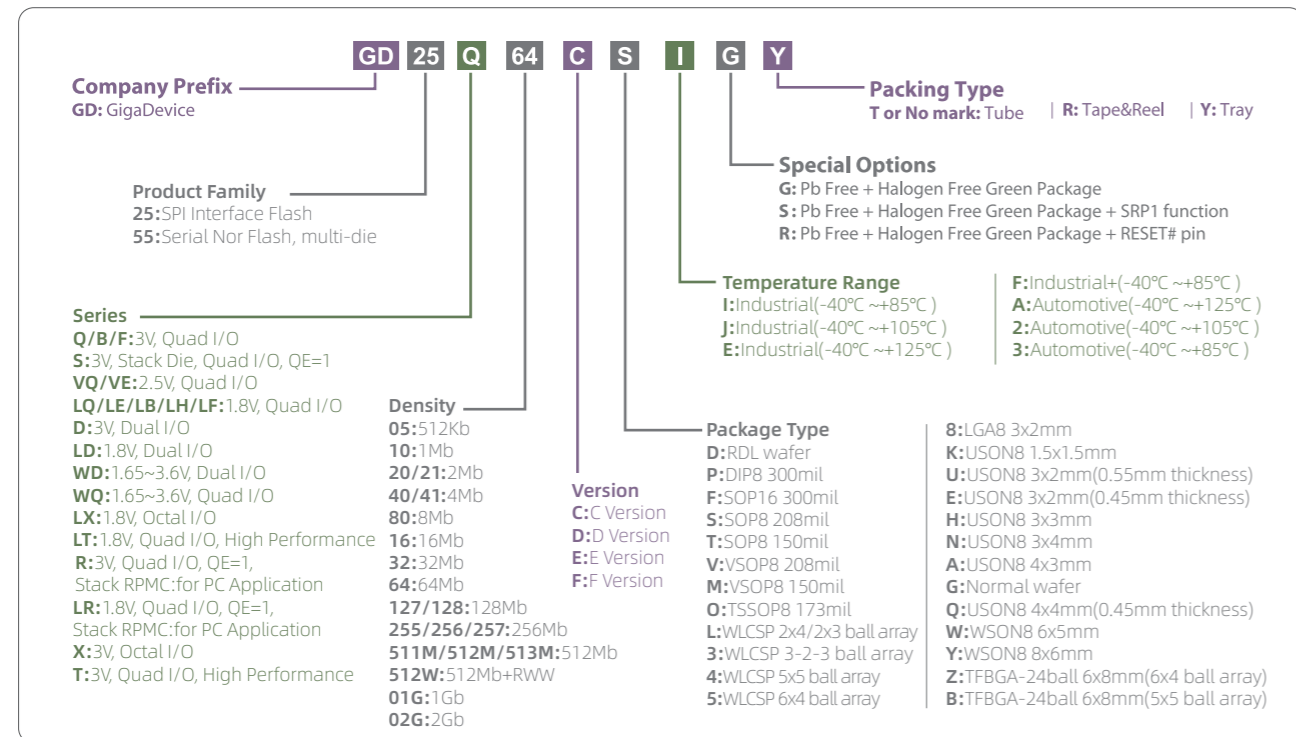 GD 25 Q 64 C S I G Y
Company Prefix
GD: GigaDevice
Packing Type
T or No mark: Tube | R: Tape&Reel | Y: Tray
Special Options
G: Pb Free + Halogen Free Green Package
S: Pb Free + Halogen Free Green Package + SRP1 function
R: Pb Free + Halogen Free Green Package + RESET# pin
Product Family
25:SPI Interface Flash
55:Serial Nor Flash, multi-die
Temperature Range
I:Industrial(-40℃ ~+85℃ )
J:Industrial(-40℃ ~+105℃ )
E:Industrial(-40℃ ~+125℃ )
F:Industrial+(-40℃ ~+85℃ )
A:Automotive(-40℃ ~+125℃ )
2:Automotive(-40℃ ~+105℃ )
3:Automotive(-40℃ ~+85℃ )
Series
Q/B/F:3V, Quad I/O
S:3V, Stack Die, Quad I/O, QE=1
VQ/VE:2.5V, Quad I/O
LQ/LE/LB/LH/LF:1.8V, Quad I/O
D:3V, Dual I/O
LD:1.8V, Dual I/O
WD:1.65~3.6V, Dual I/O
WQ:1.65~3.6V, Quad I/O
LX:1.8V, Octal I/O
LT:1.8V, Quad I/O, High Performance
R:3V, Quad I/O, QE=1,
Stack RPMC:for PC Application
LR:1.8V, Quad I/O, QE=1,
Stack RPMC:for PC Application
X:3V, Octal I/O
T:3V, Quad I/O, High Performance
Density
05:512Kb
10:1Mb
20/21:2Mb
40/41:4Mb
80:8Mb
16:16Mb
32:32Mb
64:64Mb
127/128:128Mb
255/256/257:256Mb
511M/512M/513M:512Mb
512W:512Mb+RWW
01G:1Gb
02G:2Gb
Version
C:C Version
D:D Version
E:E Version
F:F Version
Package Type
D:RDL wafer
P:DIP8 300mil
F:SOP16 300mil
S:SOP8 208mil
T:SOP8 150mil
V:VSOP8 208mil
M:VSOP8 150mil
O:TSSOP8 173mil
L:WLCSP 2x4/2x3 ball array
3:WLCSP 3-2-3 ball array
4:WLCSP 5x5 ball array
5:WLCSP 6x4 ball array
8:LGA8 3x2mm
K:USON8 1.5x1.5mm
U:USON8 3x2mm(0.55mm thickness)
E:USON8 3x2mm(0.45mm thickness)
H:USON8 3x3mm
N:USON8 3x4mm
A:USON8 4x3mm
G:Normal wafer
Q:USON8 4x4mm(0.45mm thickness)
W:WSON8 6x5mm
Y:WSON8 8x6mm
Z:TFBGA-24ball 6x8mm(6x4 ball array)
B:TFBGA-24ball 6x8mm(5x5 ball array)